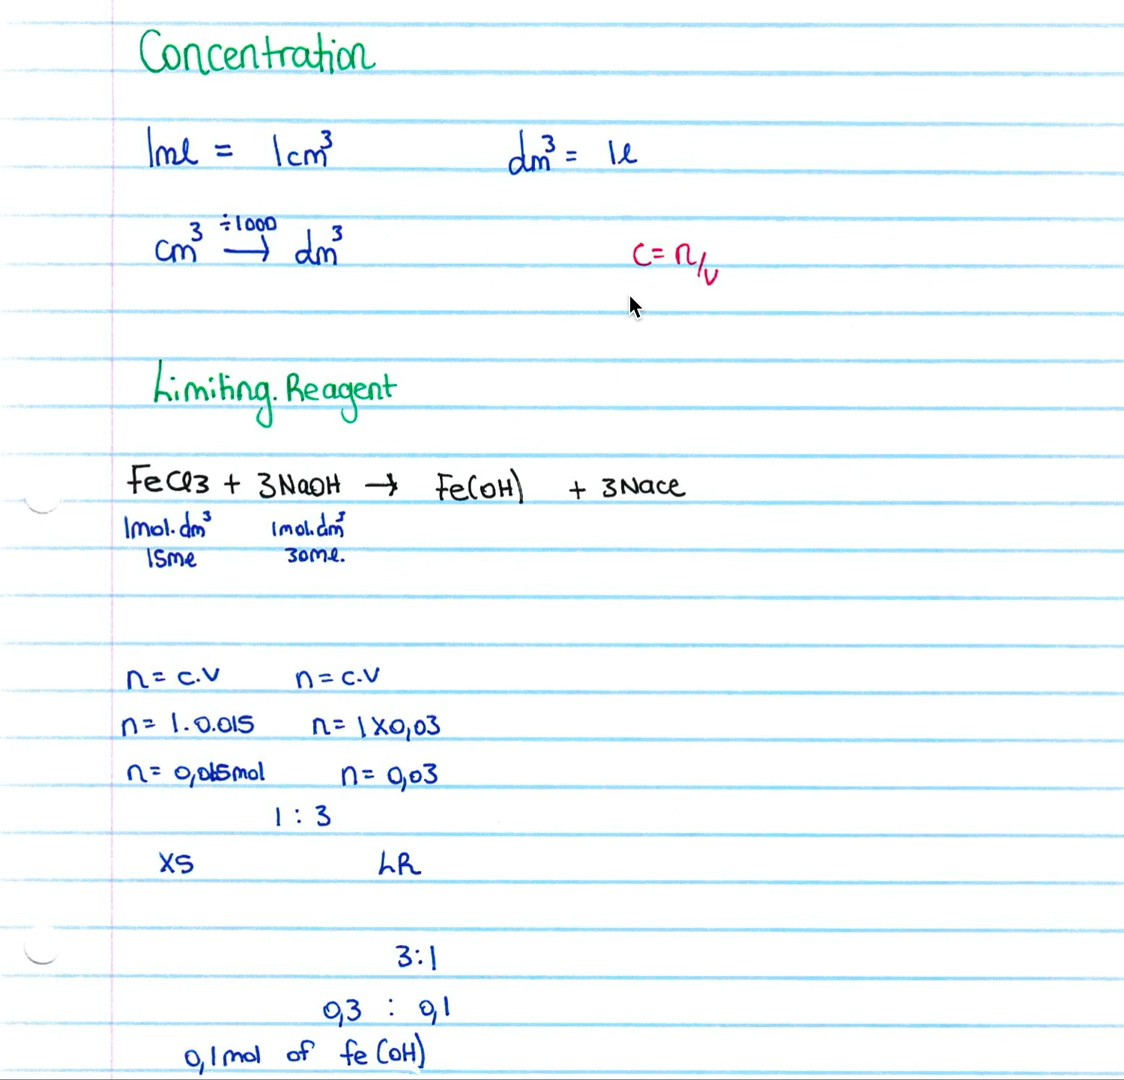 Concentration
1ml = 1cm³ dm³ = 1l
cm³ ÷1000 → dm³
C = n/v
Limiting. Reagent
FeCl3 + 3NaOH → Fe(OH) + 3Nacl
1mol.dm³ 1mol.dm³
15ml 30ml.
n = c.v n = c.v
n = 1.0.015 n = 1x0,03
n = 0,015mol n = 0,03
1 : 3
XS LR
3:1
0,3 : 0,1
0,1mol of fe(OH)